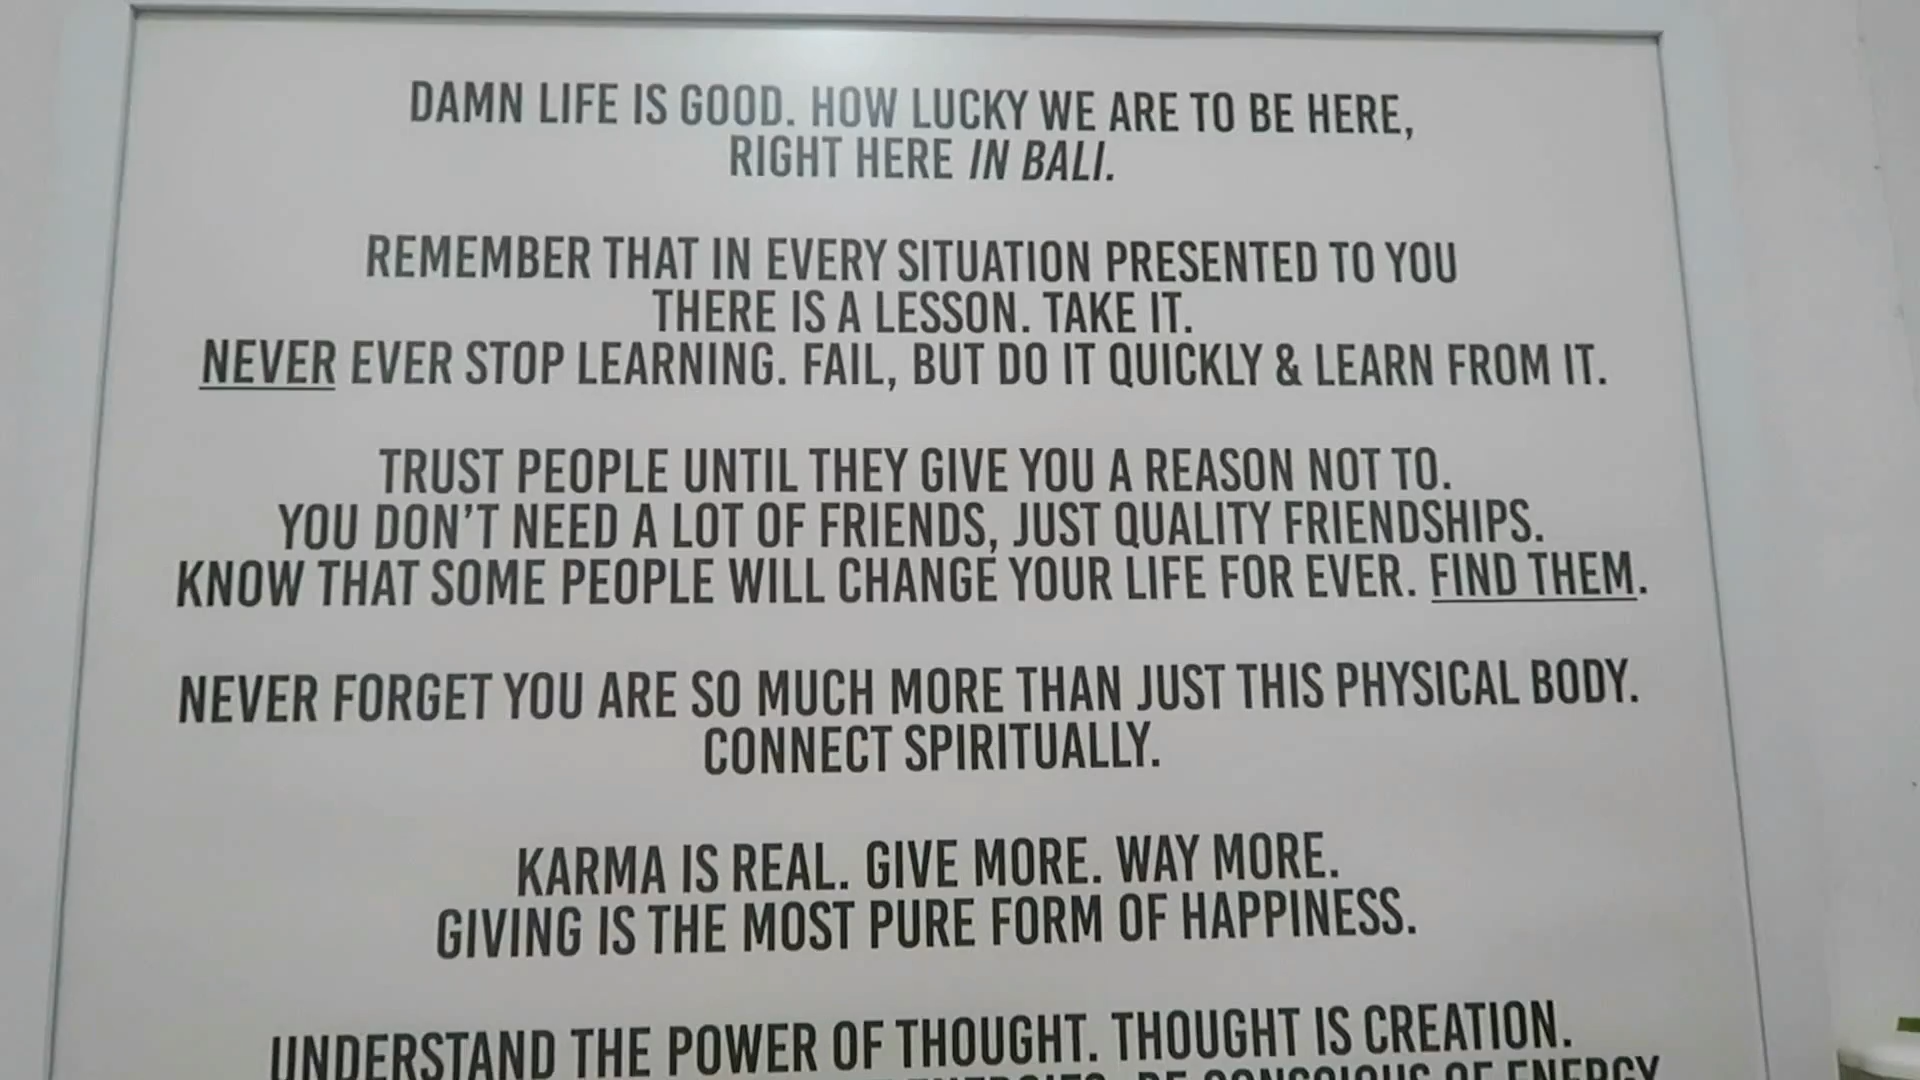 DAMN LIFE IS GOOD. HOW LUCKY WE ARE TO BE HERE,
RIGHT HERE IN BALI.
REMEMBER THAT IN EVERY SITUATION PRESENTED TO YOU
THERE IS A LESSON. TAKE IT.
NEVER EVER STOP LEARNING. FAIL, BUT DO IT QUICKLY & LEARN FROM IT.
TRUST PEOPLE UNTIL THEY GIVE YOU A REASON NOT TO.
YOU DON'T NEED A LOT OF FRIENDS, JUST QUALITY FRIENDSHIPS.
KNOW THAT SOME PEOPLE WILL CHANGE YOUR LIFE FOR EVER. FIND THEM.
NEVER FORGET YOU ARE SO MUCH MORE THAN JUST THIS PHYSICAL BODY.
CONNECT SPIRITUALLY.
KARMA IS REAL. GIVE MORE. WAY MORE.
GIVING IS THE MOST PURE FORM OF HAPPINESS.
UNDERSTAND THE POWER OF THOUGHT. THOUGHT IS CREATION.
ENERGIES. BE CONSCIOUS OF ENERGY